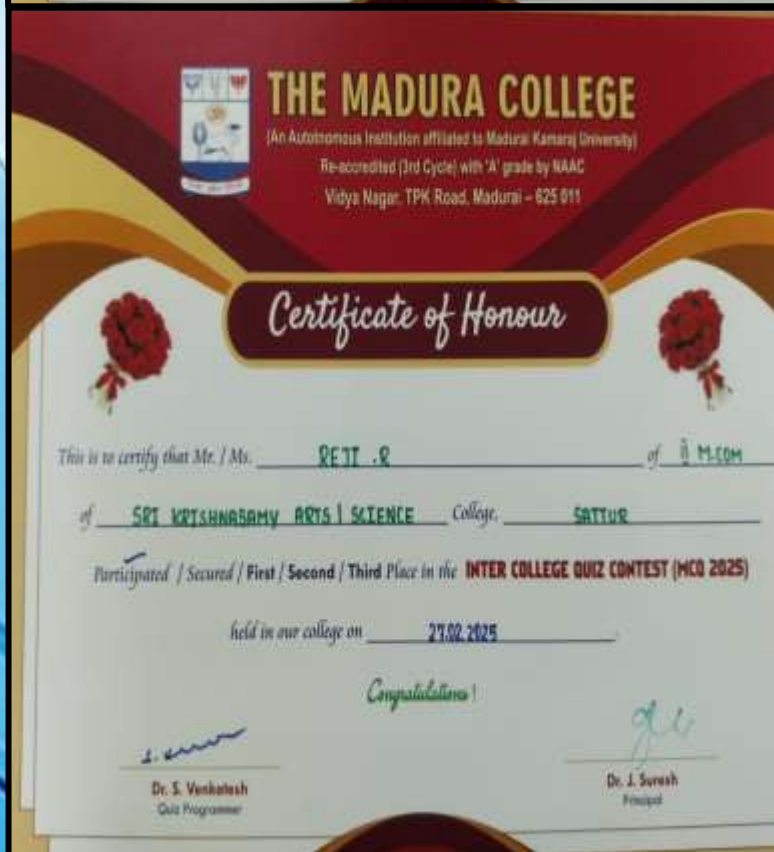 THE MADURA COLLEGE
(An Autonomous Institution affiliated to Madurai Kamaraj University)
Re-accredited (3rd Cycle) with 'A' grade by NAAC
Vidya Nagar, TPK Road, Madurai – 625 011
Certificate of Honour
This is to certify that Mr. / Ms. REJI .R of II M.COM
of SRI KRISHNASAMY ARTS | SCIENCE College, SATTUR
Participated / Secured / First / Second / Third Place in the INTER COLLEGE QUIZ CONTEST (MCQ 2025)
held in our college on 27.02.2025
Congratulations !
Dr. S. Venkatesh
Quiz Programmer
Dr. J. Suresh
Principal